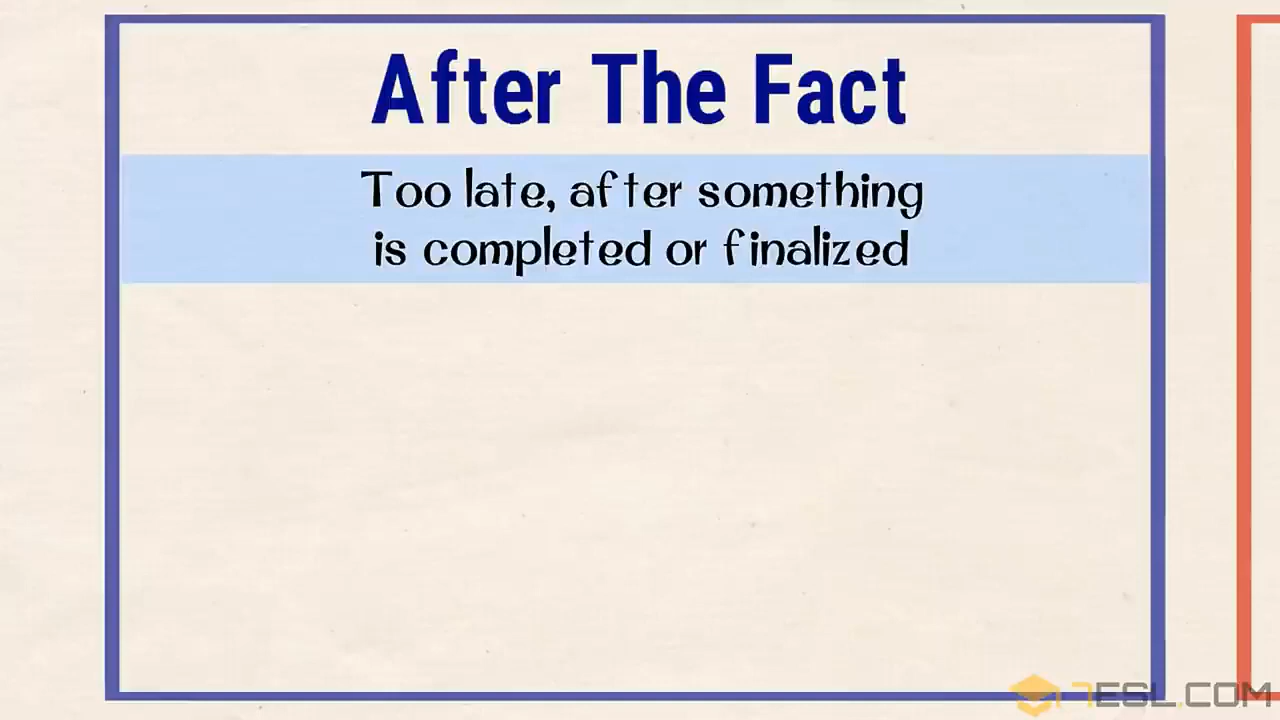 After The Fact
Too late, after something
is completed or finalized
7ESL.COM